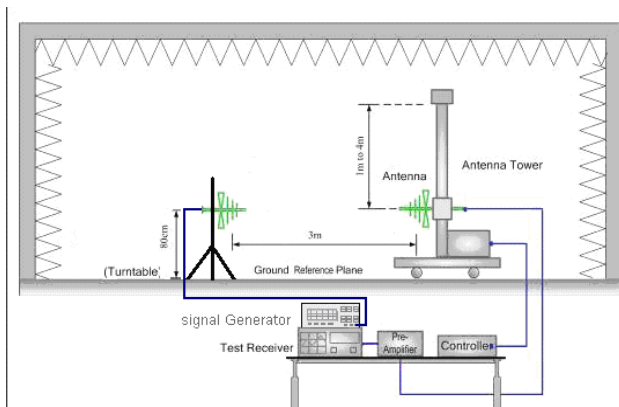 1m to 4m
Antenna Tower
Antenna
80cm
3m
(Turntable)
Ground Reference Plane
signal Generator
Test Receiver
Pre-
Amplifier
Controller